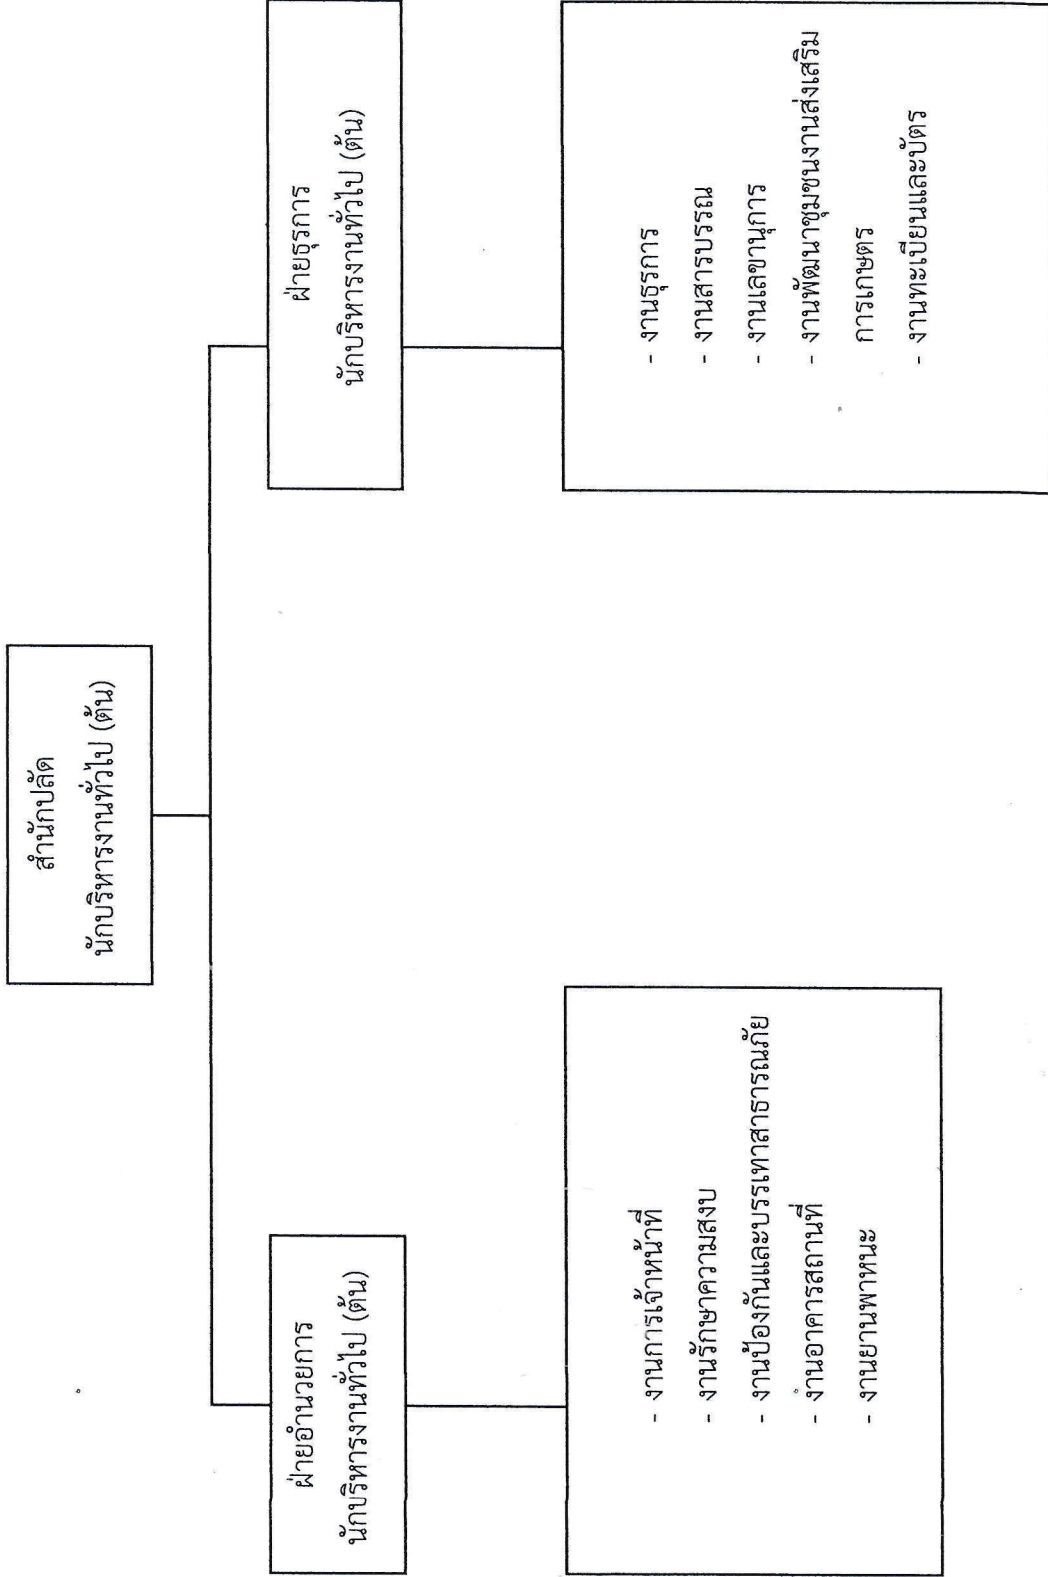 สำนักปลัด
นักบริหารงานทั่วไป (ต้น)
ฝ่ายอำนวยการ
นักบริหารงานทั่วไป (ต้น)
ฝ่ายธุรการ
นักบริหารงานทั่วไป (ต้น)
- งานการเจ้าหน้าที่
- งานรักษาความสงบ
- งานป้องกันและบรรเทาสาธารณภัย
- งานอาคารสถานที่
- งานยานพาหนะ
- งานธุรการ
- งานสารบรรณ
- งานเลขานุการ
- งานพัฒนาชุมชนงานส่งเสริม
การเกษตร
- งานทะเบียนและบัตร